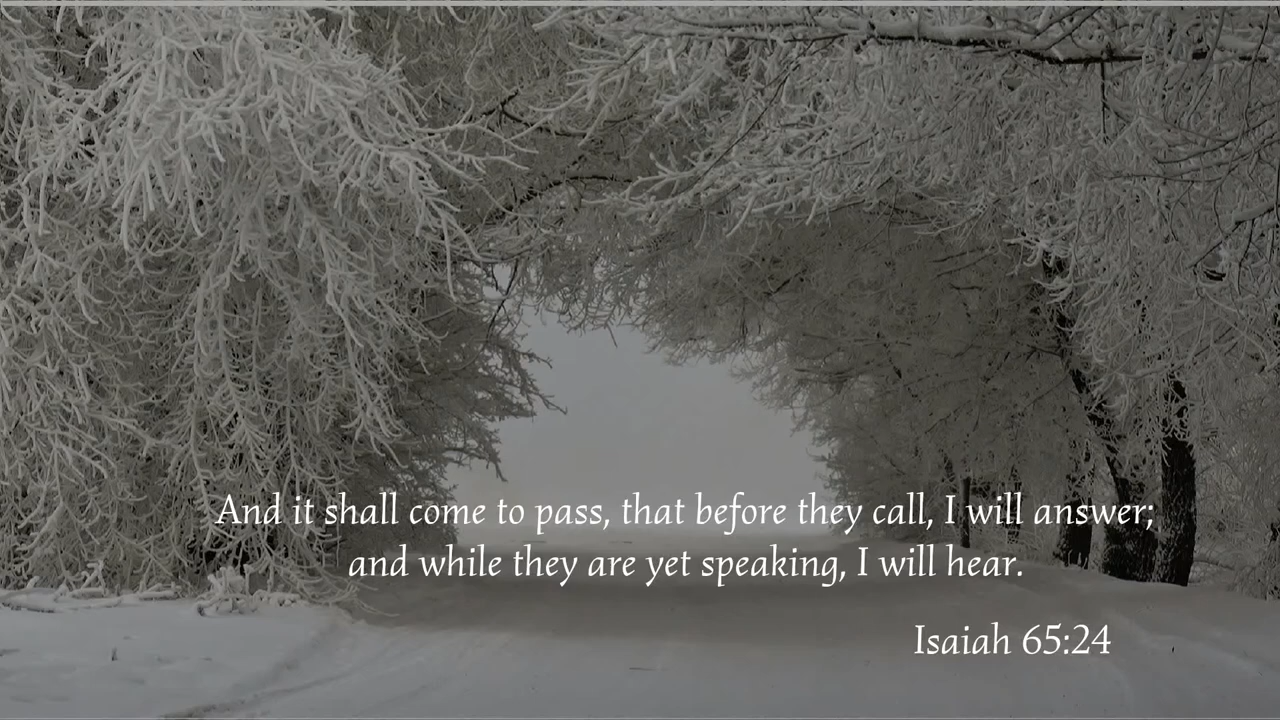 And it shall come to pass, that before they call, I will answer;
and while they are yet speaking, I will hear.
Isaiah 65:24